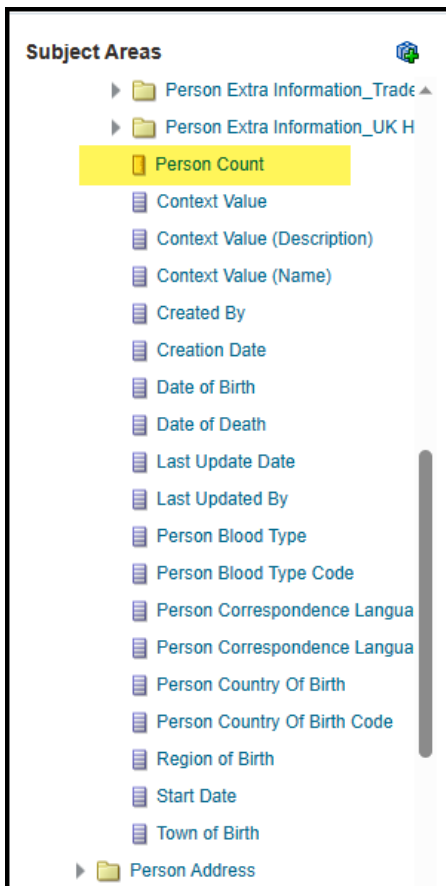 Subject Areas
Person Extra Information_Trade
Person Extra Information_UK H
Person Count
Context Value
Context Value (Description)
Context Value (Name)
Created By
Creation Date
Date of Birth
Date of Death
Last Update Date
Last Updated By
Person Blood Type
Person Blood Type Code
Person Correspondence Langua
Person Correspondence Langua
Person Country Of Birth
Person Country Of Birth Code
Region of Birth
Start Date
Town of Birth
Person Address